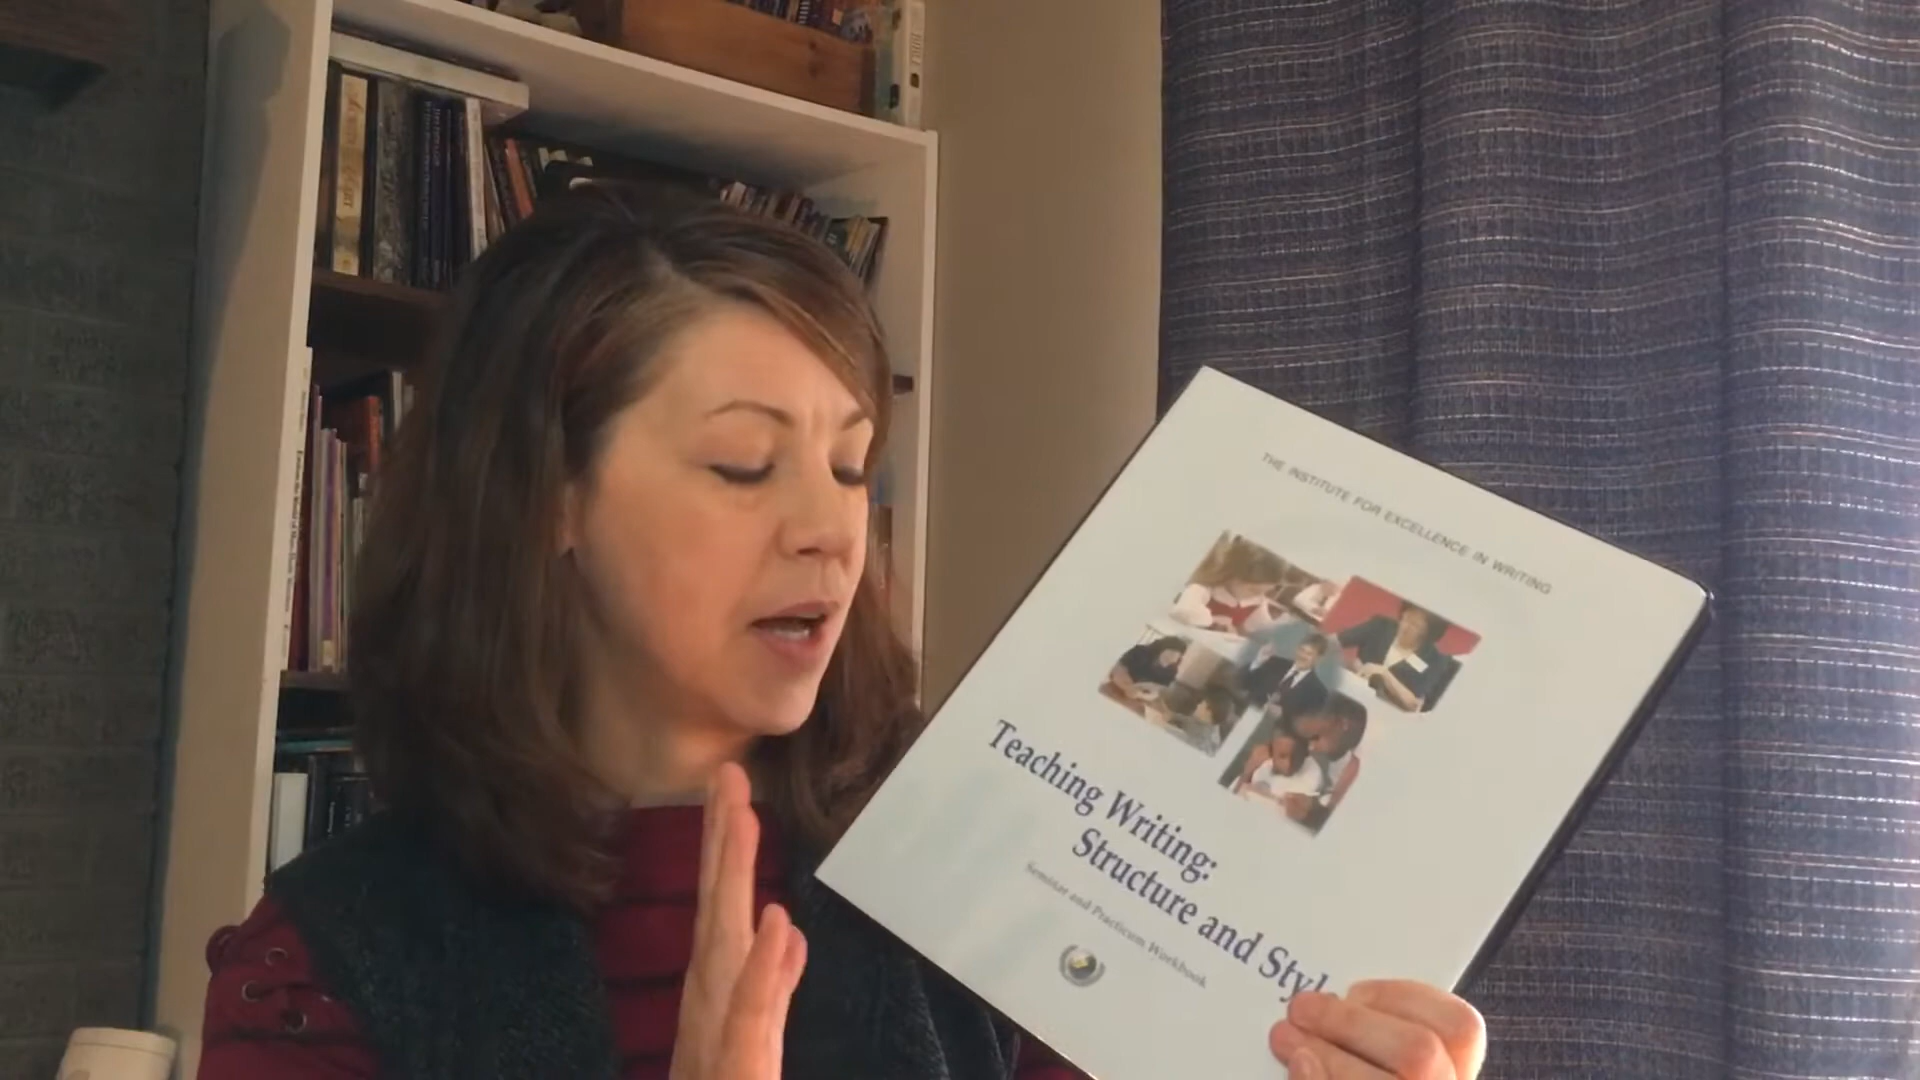 THE INSTITUTE FOR EXCELLENCE IN WRITING
Teaching Writing:
Structure and Styl
Seminar and Practicum Workbook